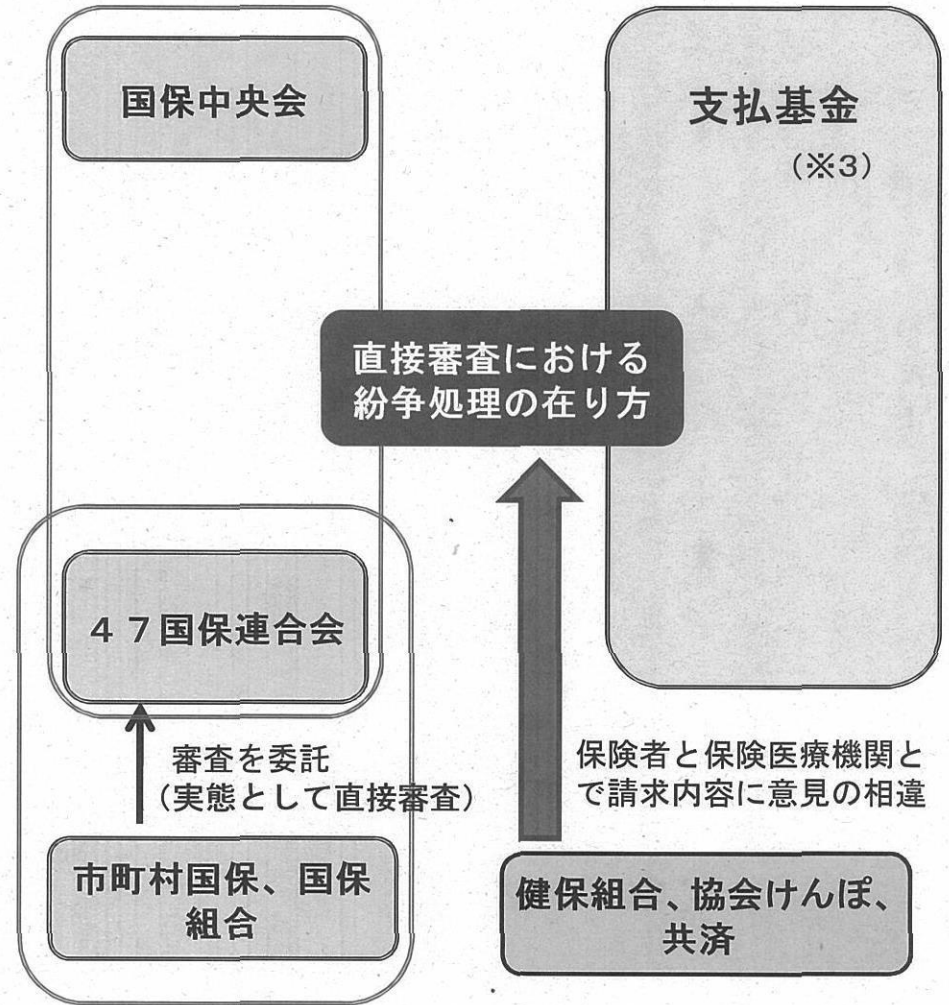 国保中央会
支払基金
（※３）
直接審査における
紛争処理の在り方
４７国保連合会
審査を委託
（実態として直接審査）
保険者と保険医療機関と
で請求内容に意見の相違
市町村国保、国保
組合
健保組合、協会けんぽ、
共済